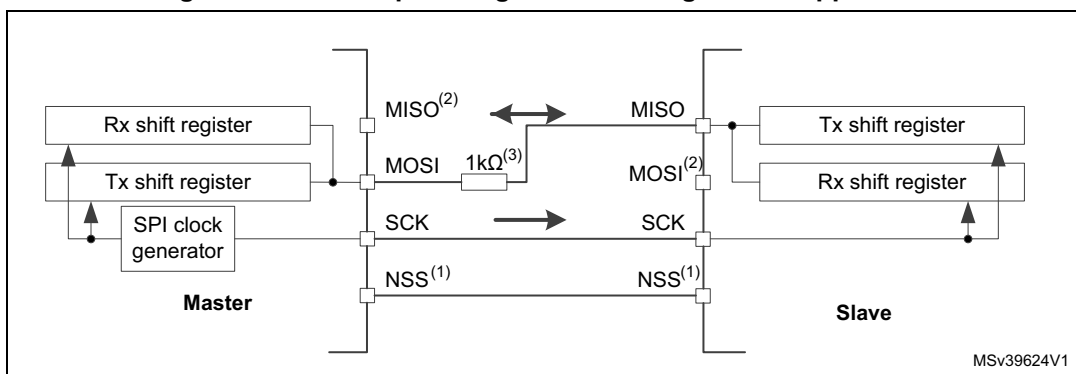 MISO(2)
MISO
Rx shift register
Tx shift register
MOSI
1kΩ(3)
MOSI(2)
Tx shift register
Rx shift register
SPI clock
generator
SCK
SCK
NSS(1)
NSS(1)
Master
Slave
MSv39624V1